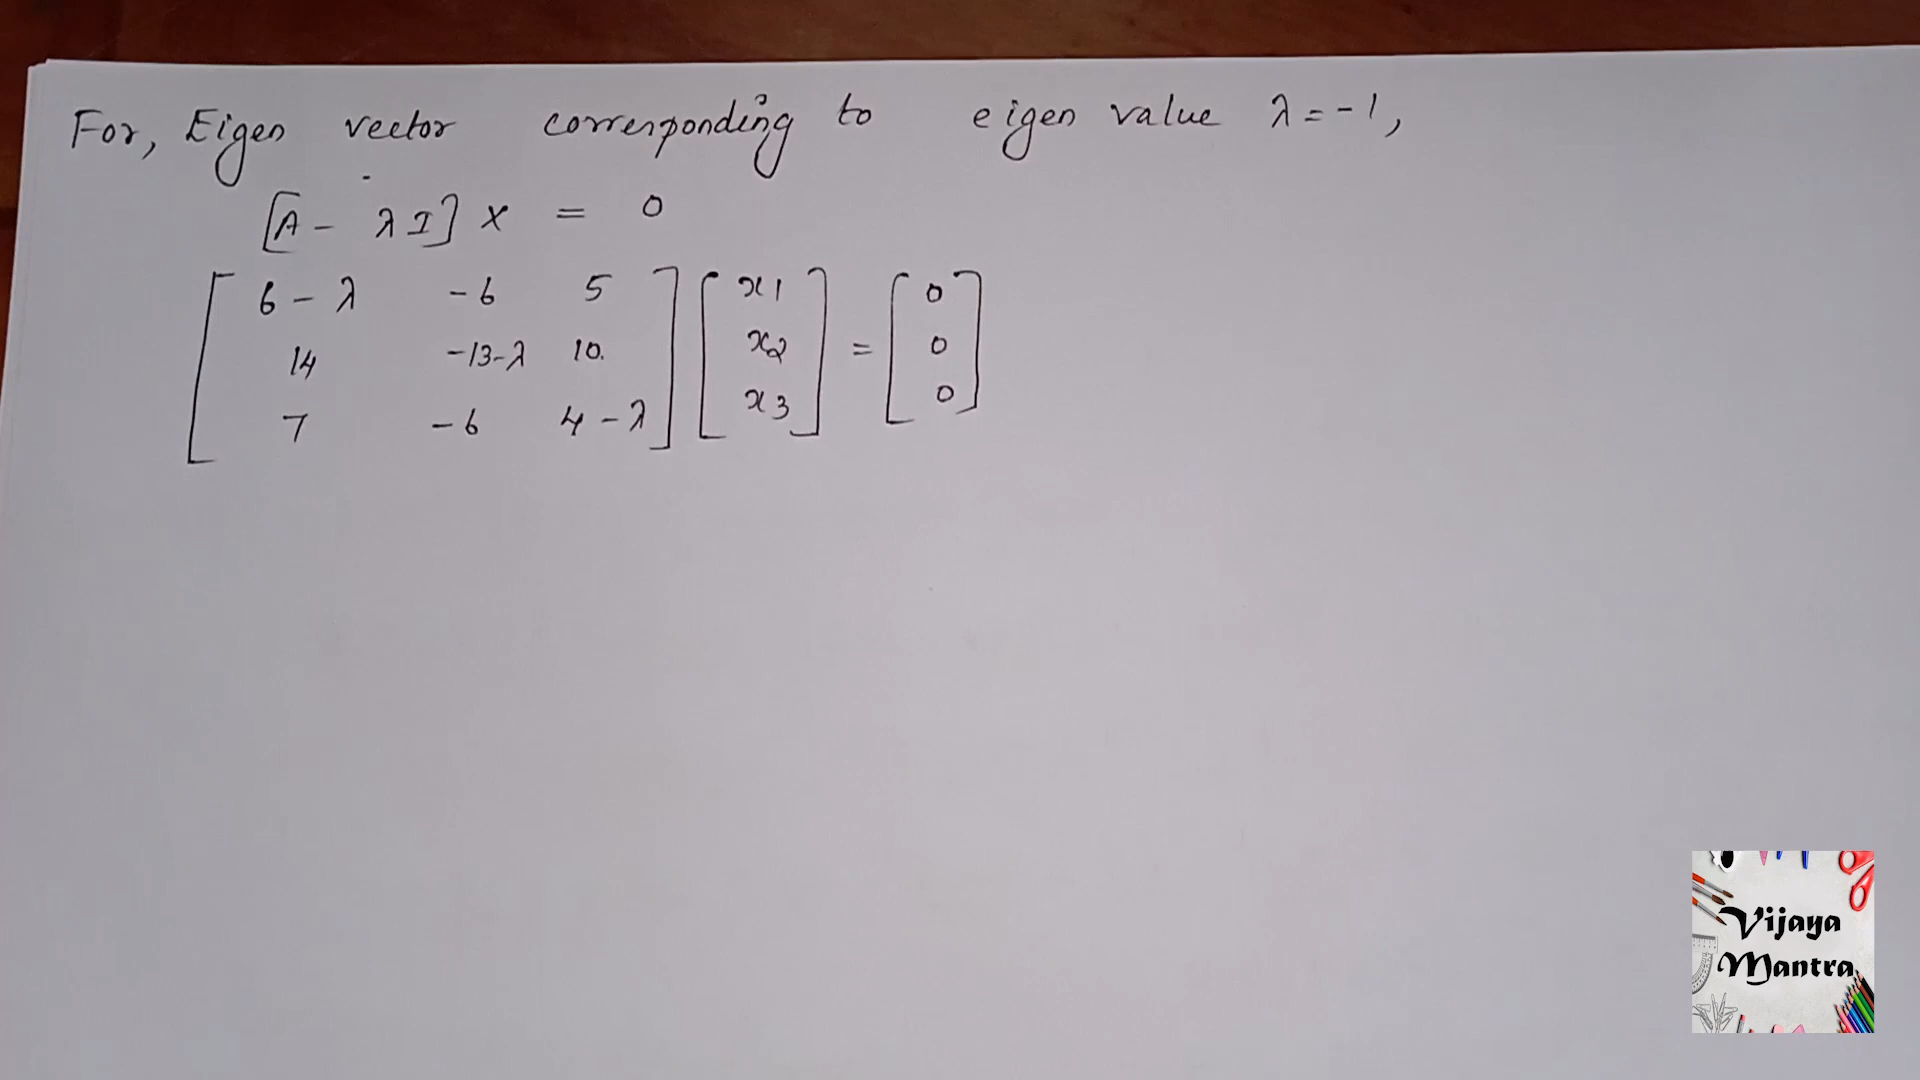 For, Eigen vector corresponding to eigen value λ = -1,
[A - λI] X = 0
[6-λ -6 5] [x1] = [0]
[14 -13-λ 10.] [x2] [0]
[7 -6 4-λ] [x3] [0]
Vijaya
Mantra